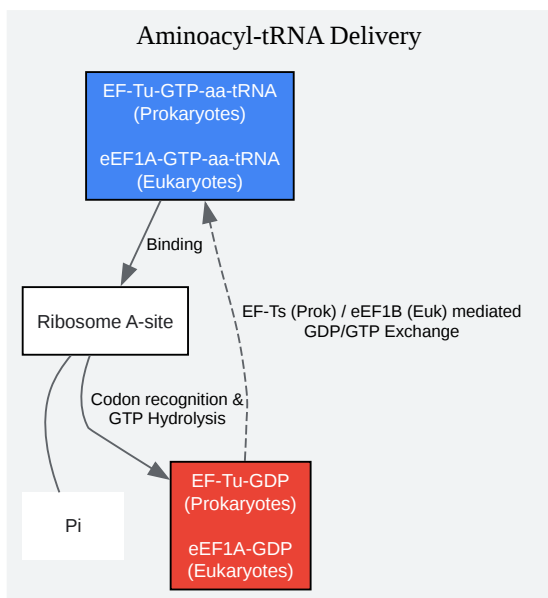 Aminoacyl-tRNA Delivery
EF-Tu-GTP-aa-tRNA
(Prokaryotes)
eEF1A-GTP-aa-tRNA
(Eukaryotes)
Binding
Ribosome A-site
EF-Ts (Prok) / eEF1B (Euk) mediated
GDP/GTP Exchange
Codon recognition &
GTP Hydrolysis
Pi
EF-Tu-GDP
(Prokaryotes)
eEF1A-GDP
(Eukaryotes)